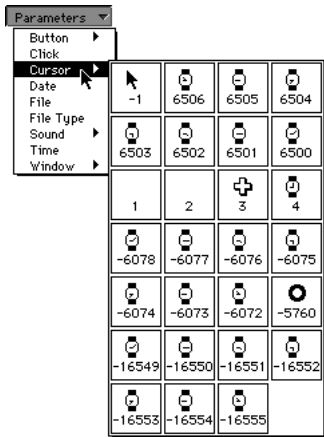 Parameters
Button
Click
Cursor
Date
File
File Type
Sound
Time
Window
-1 6506 6505 6504
6503 6502 6501 6500
1 2 3 4
-6078 -6077 -6076 -6075
-6074 -6073 -6072 -5760
-16549 -16550 -16551 -16552
-16553 -16554 -16555